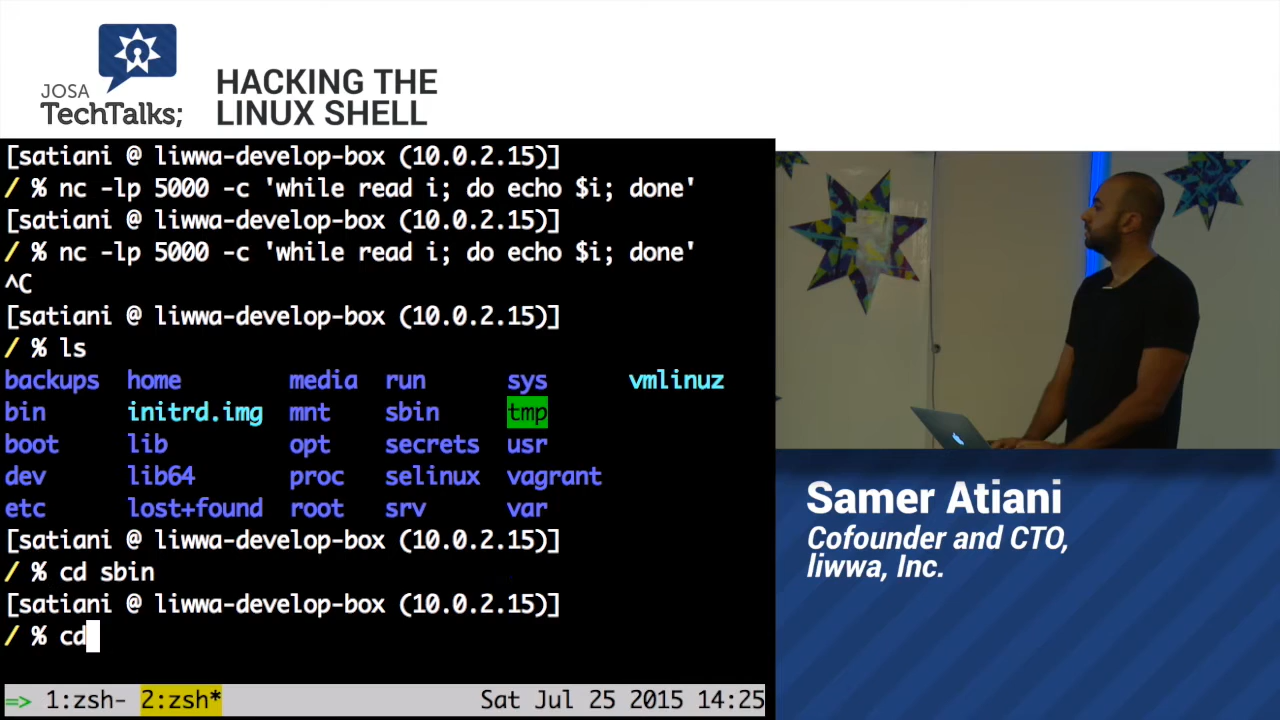 JOSA
TechTalks;
HACKING THE
LINUX SHELL
[satiani @ liwwa-develop-box (10.0.2.15)]
/ % nc -lp 5000 -c 'while read i; do echo $i; done'
[satiani @ liwwa-develop-box (10.0.2.15)]
/ % nc -lp 5000 -c 'while read i; do echo $i; done'
^C
[satiani @ liwwa-develop-box (10.0.2.15)]
/ % ls
backups home media run sys vmlinuz
bin initrd.img mnt sbin tmp
boot lib opt secrets usr
dev lib64 proc selinux vagrant
etc lost+found root srv var
[satiani @ liwwa-develop-box (10.0.2.15)]
/ % cd sbin
[satiani @ liwwa-develop-box (10.0.2.15)]
/ % cd
=> 1:zsh- 2:zsh* Sat Jul 25 2015 14:25
Samer Atiani
Cofounder and CTO,
liwwa, Inc.